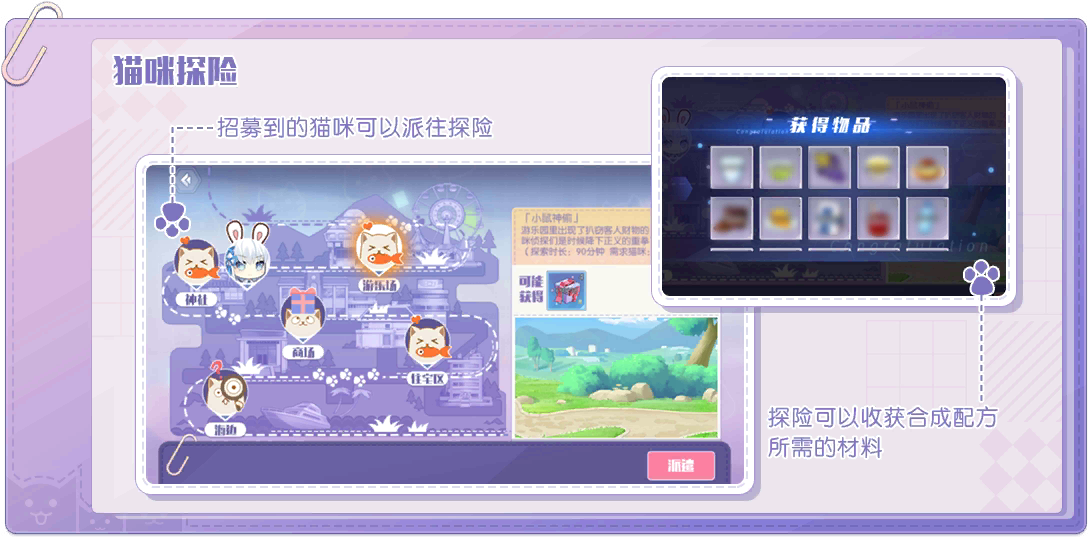 猫咪探险
招募到的猫咪可以派往探险
获得物品
Congratulation
Congratulation
「小鼠神偷」
游乐园里出现了扒窃客人财物的
咪侦探们是时候降下正义的重拳
(探索时长:90分钟 需求猫咪:
可能
获得
神社
游乐场
商场
住宅区
海边
派遣
探险可以收获合成配方
所需的材料